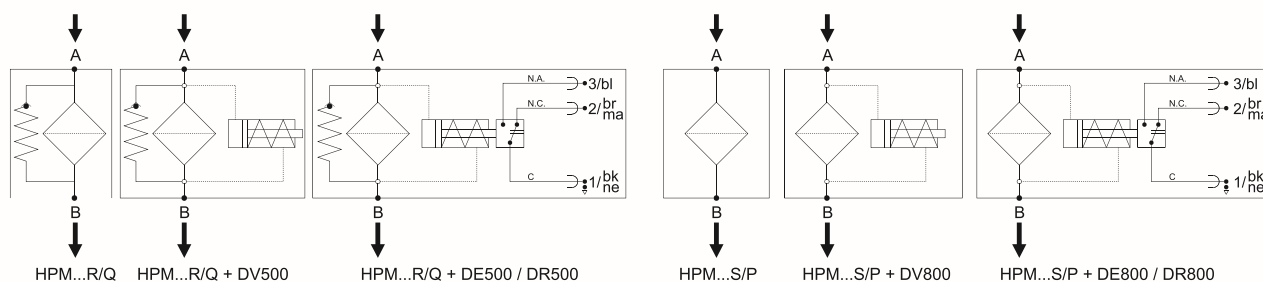 A
B
HPM...R/Q
A
B
HPM...R/Q + DV500
A
N.A.
3/bl
N.C.
2/br
ma
C
1/bk
ne
B
HPM...R/Q + DE500 / DR500
A
B
HPM...S/P
A
B
HPM...S/P + DV800
A
N.A.
3/bl
N.C.
2/br
ma
C
1/bk
ne
B
HPM...S/P + DE800 / DR800